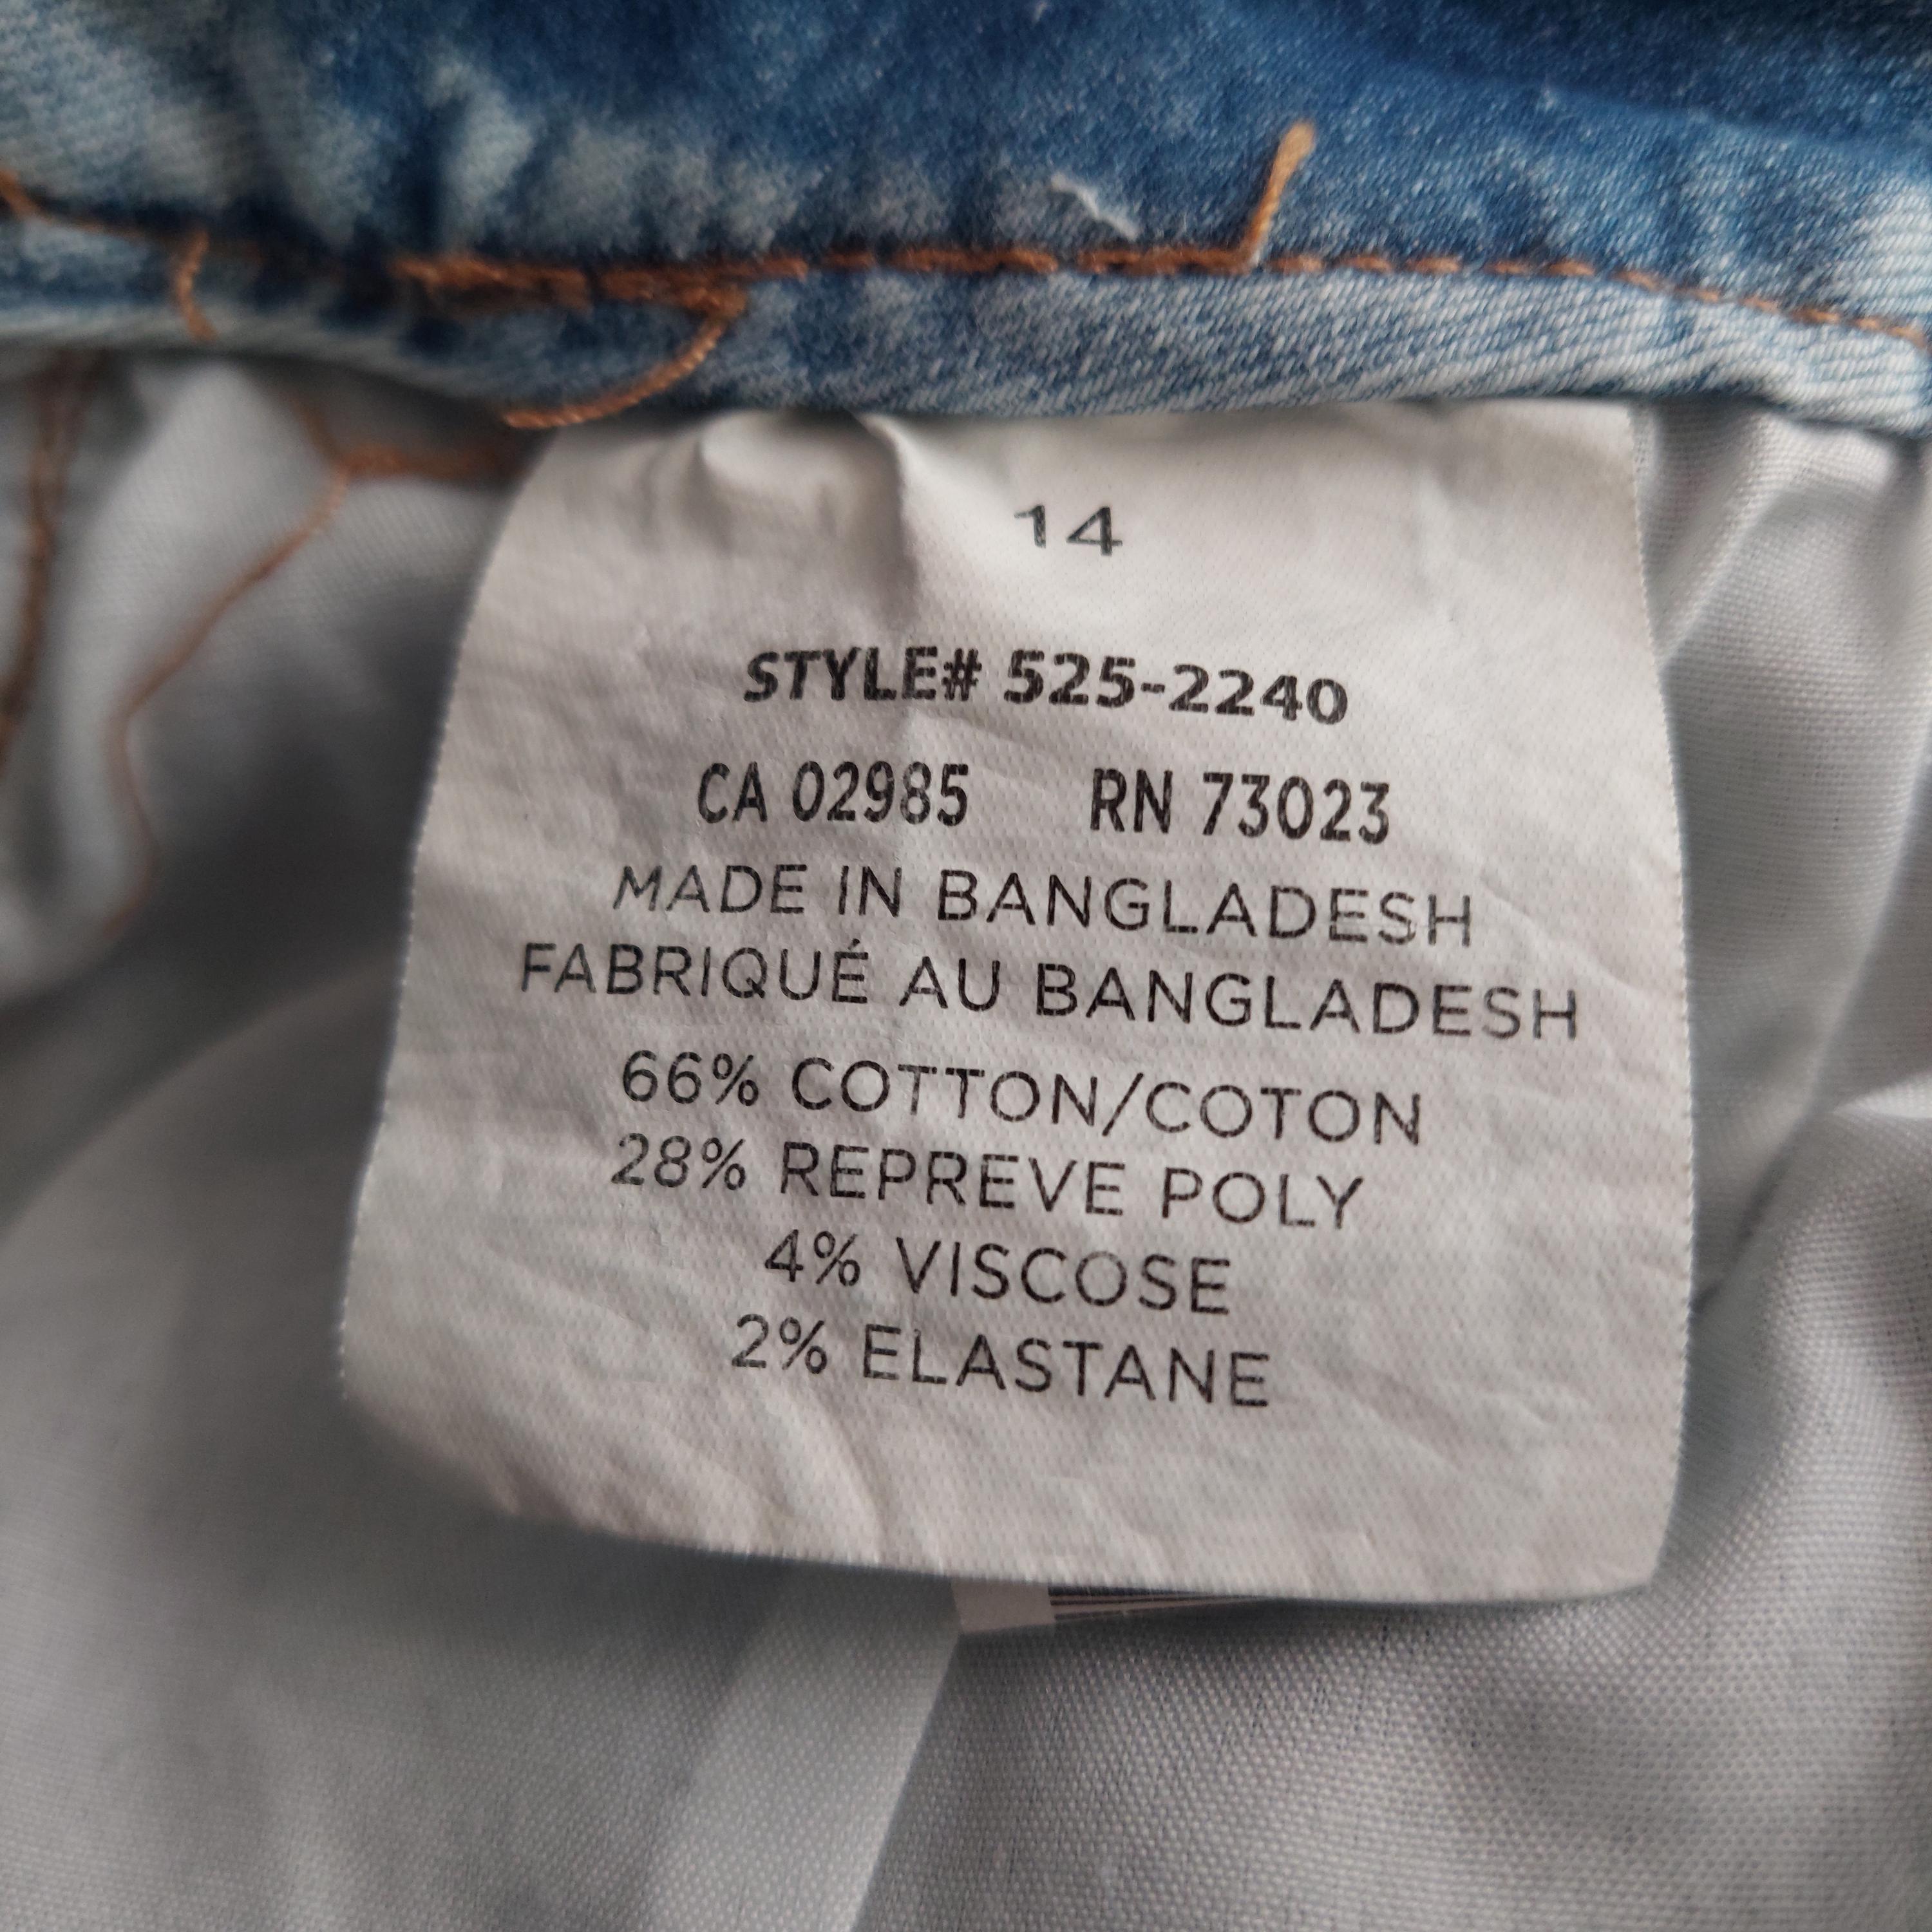 14
STYLE# 525-2240
CA 02985 RN 73023
MADE IN BANGLADESH
FABRIQUÉ AU BANGLADESH
66% COTTON/COTON
28% REPREVE POLY
4% VISCOSE
2% ELASTANE